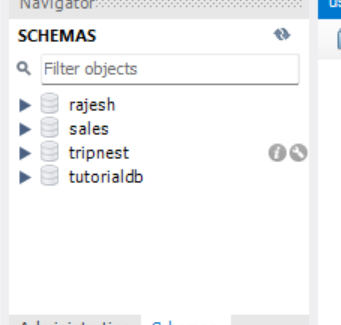 Navigator
SCHEMAS
Filter objects
rajesh
sales
tripnest
tutorialdb